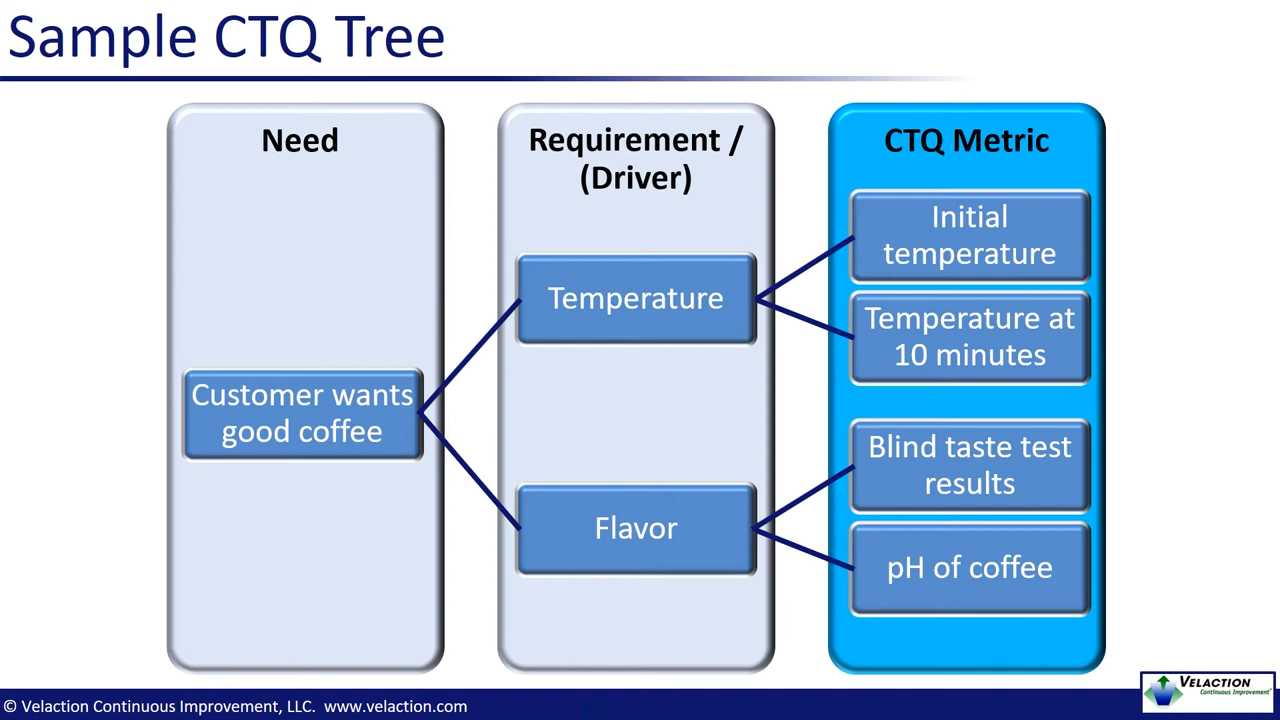 Sample CTQ Tree
Need
Customer wants
good coffee
Requirement /
(Driver)
Temperature
Flavor
CTQ Metric
Initial
temperature
Temperature at
10 minutes
Blind taste test
results
pH of coffee
© Velaction Continuous Improvement, LLC.  www.velaction.com
VELACTION
Continuous Improvement